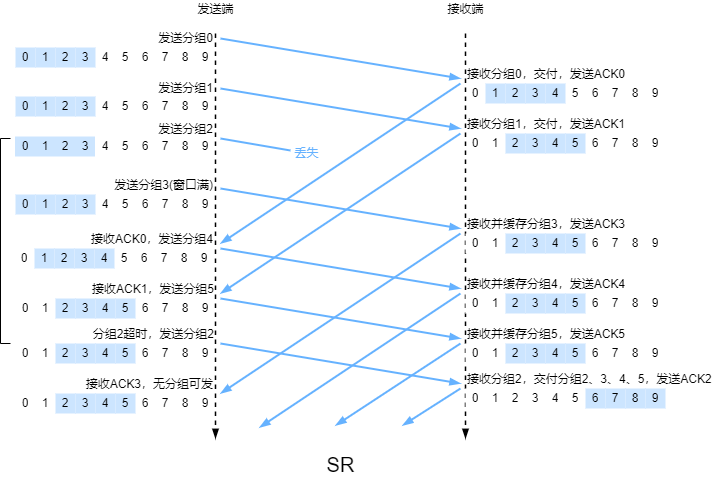 发送端
接收端
发送分组0
0 1 2 3 4 5 6 7 8 9
接收分组0，交付，发送ACK0
0 1 2 3 4 5 6 7 8 9
发送分组1
0 1 2 3 4 5 6 7 8 9
接收分组1，交付，发送ACK1
0 1 2 3 4 5 6 7 8 9
发送分组2
0 1 2 3 4 5 6 7 8 9
丢失
发送分组3(窗口满)
0 1 2 3 4 5 6 7 8 9
接收并缓存分组3，发送ACK3
0 1 2 3 4 5 6 7 8 9
接收ACK0，发送分组4
0 1 2 3 4 5 6 7 8 9
接收并缓存分组4，发送ACK4
0 1 2 3 4 5 6 7 8 9
接收ACK1，发送分组5
0 1 2 3 4 5 6 7 8 9
接收并缓存分组5，发送ACK5
0 1 2 3 4 5 6 7 8 9
分组2超时，发送分组2
0 1 2 3 4 5 6 7 8 9
接收分组2，交付分组2、3、4、5，发送ACK2
0 1 2 3 4 5 6 7 8 9
接收ACK3，无分组可发
0 1 2 3 4 5 6 7 8 9
SR